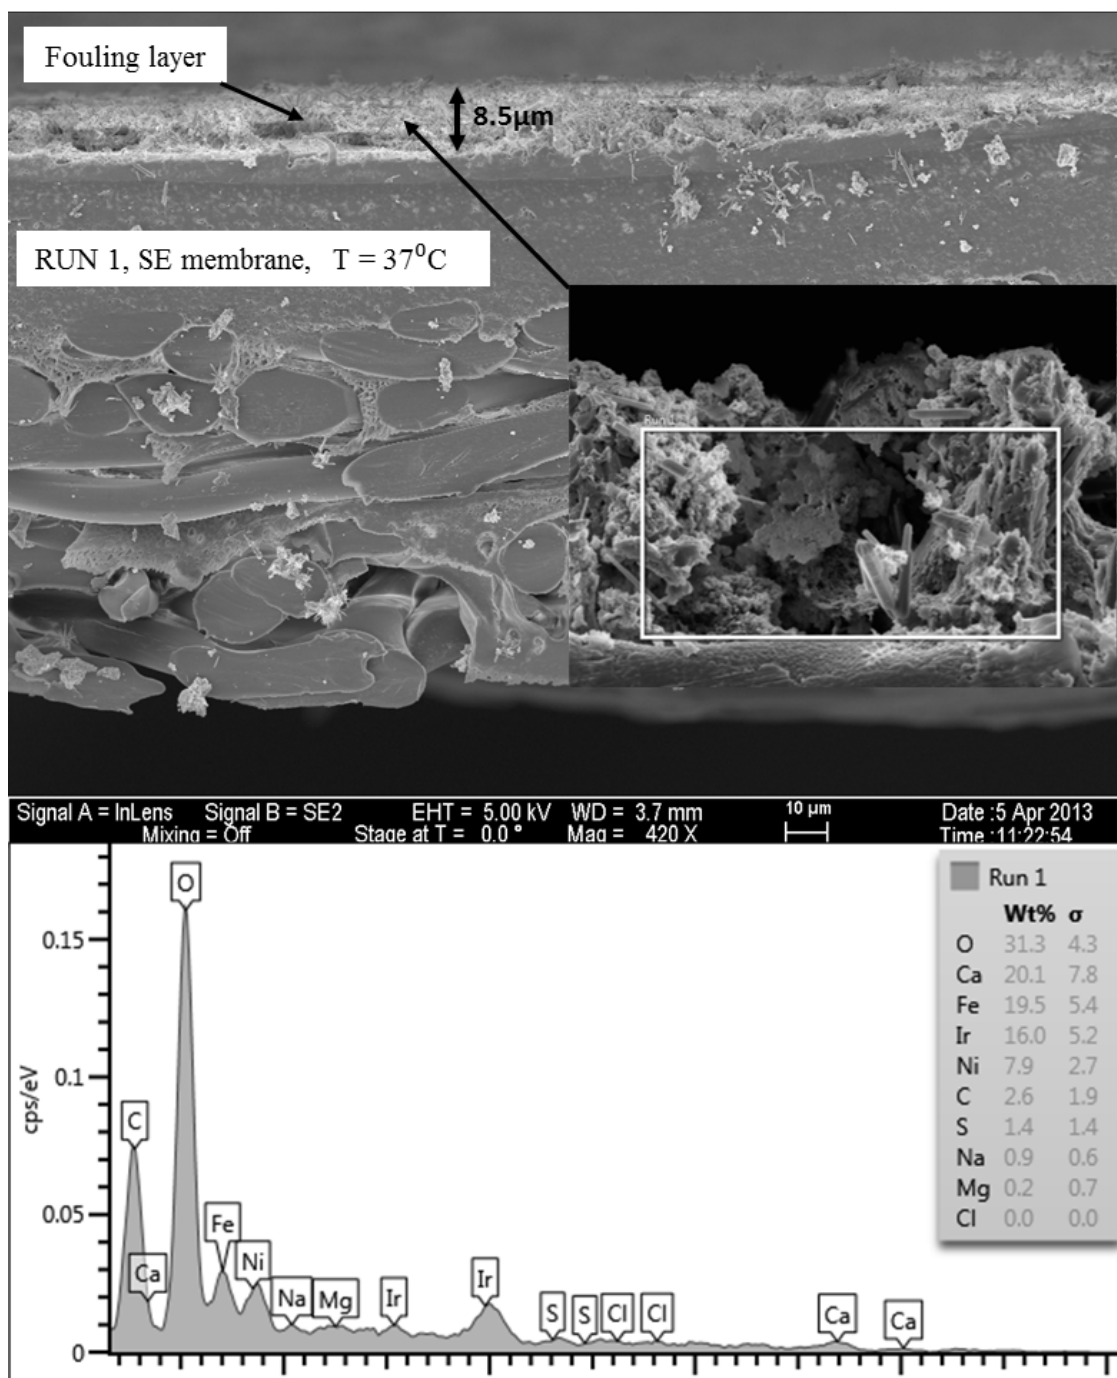 Fouling layer
8.5μm
RUN 1, SE membrane, T = 37⁰C
Run 1
Signal A = InLens Signal B = SE2 EHT = 5.00 kV WD = 3.7 mm 10 μm Date :5 Apr 2013
Mixing = Off Stage at T = 0.0 ° Mag = 420 X Time :11:22:54
cps/eV
0.15
0.1
0.05
0
C
Ca
O
Fe
Ni
Na
Mg
Ir
Ir
S
S
Cl
Cl
Ca
Ca
Run 1
Wt% σ
O 31.3 4.3
Ca 20.1 7.8
Fe 19.5 5.4
Ir 16.0 5.2
Ni 7.9 2.7
C 2.6 1.9
S 1.4 1.4
Na 0.9 0.6
Mg 0.2 0.7
Cl 0.0 0.0